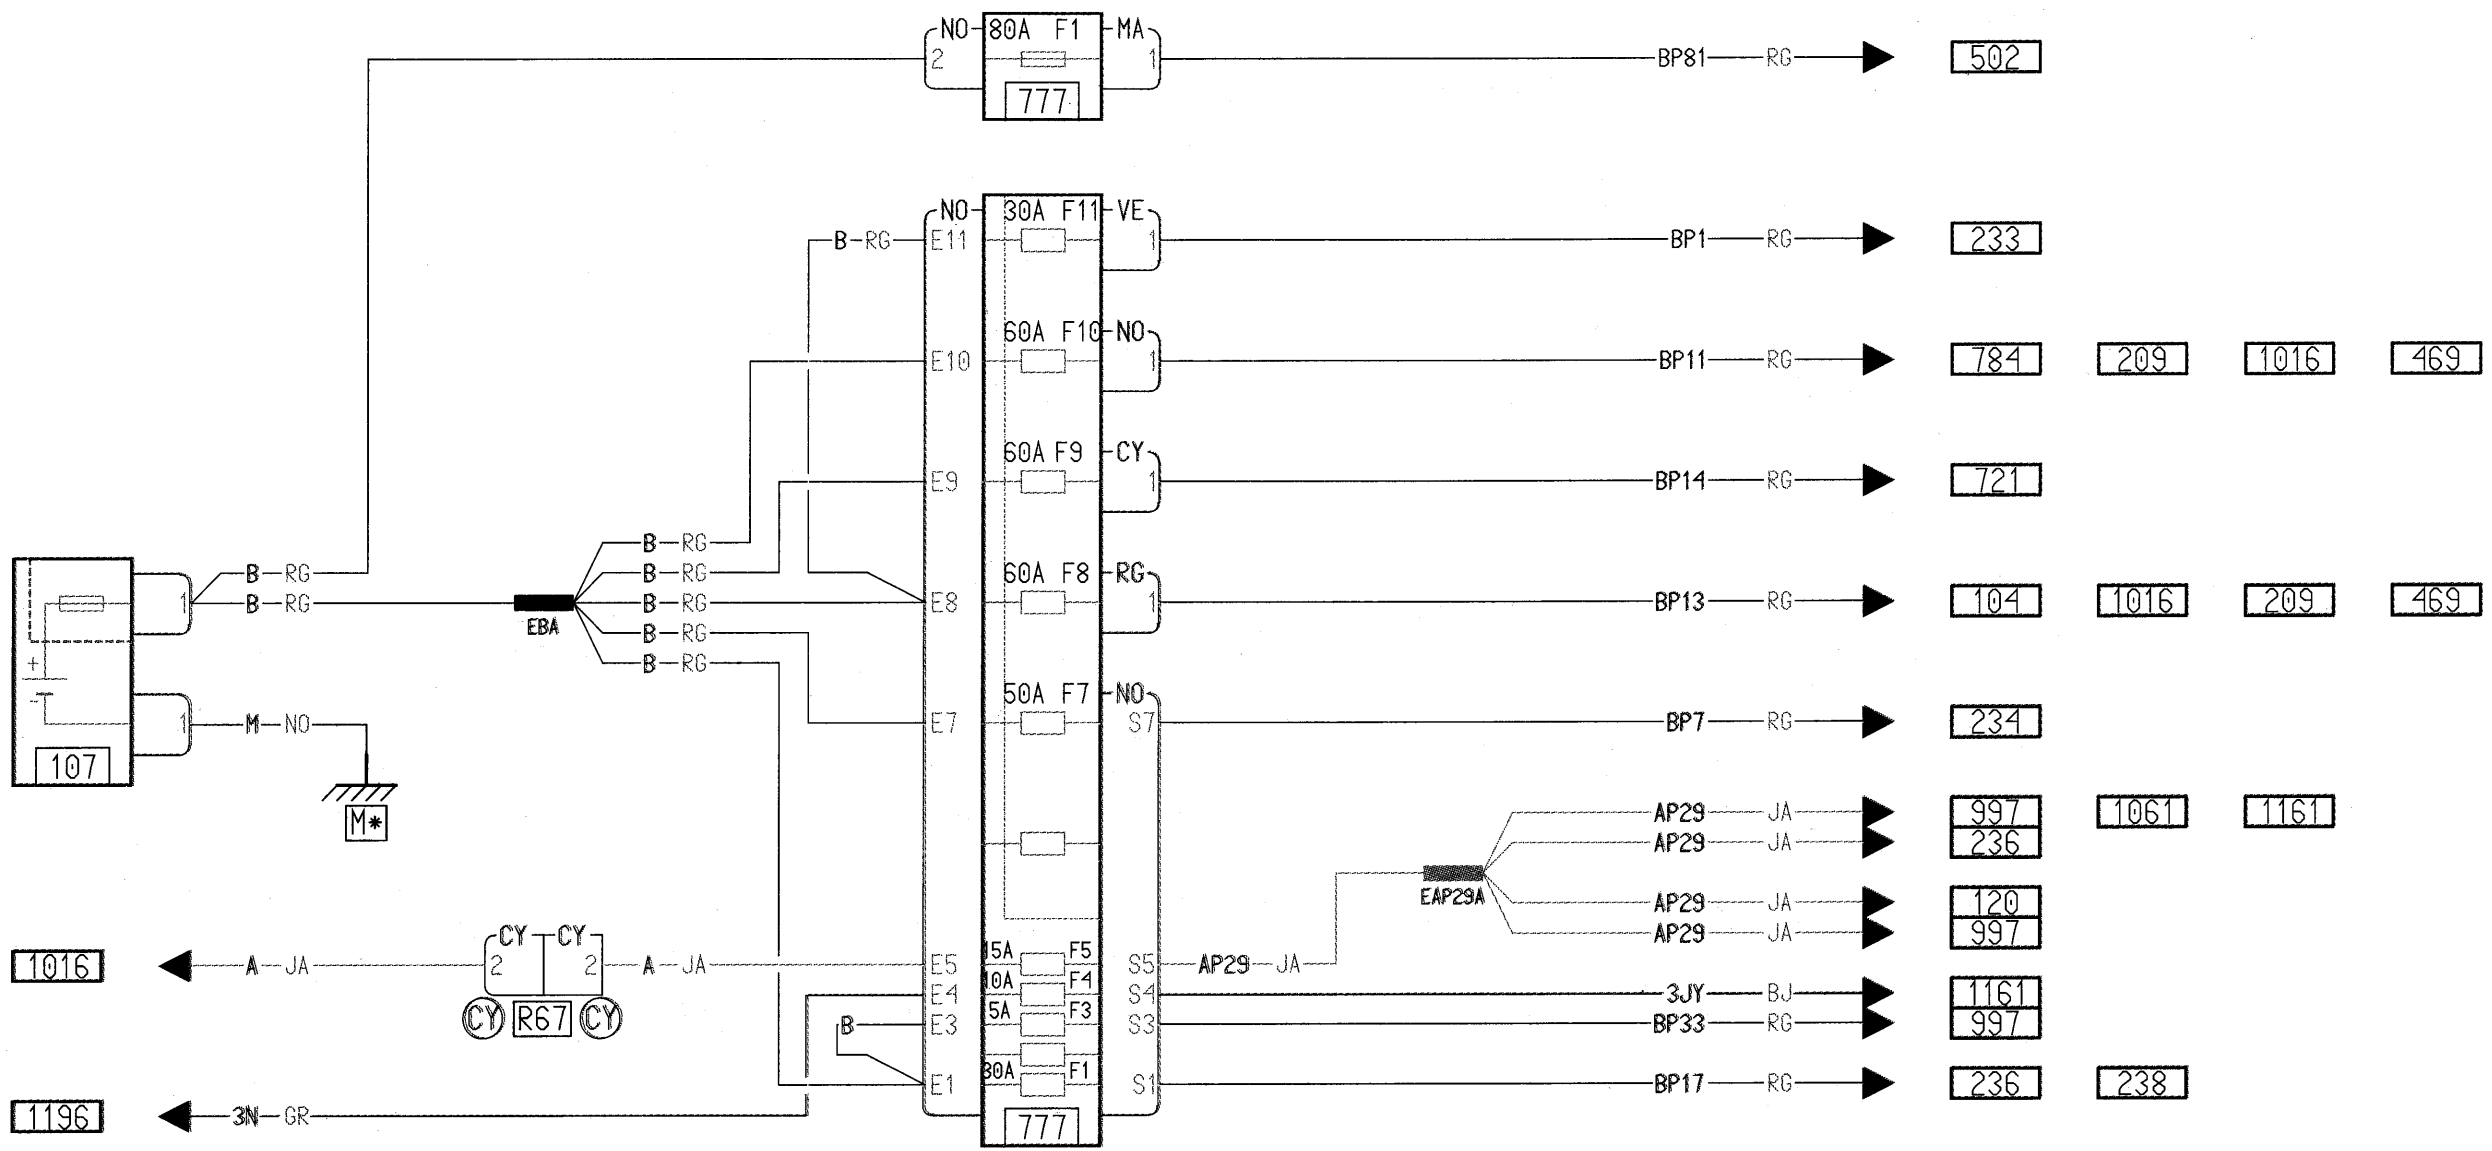 NO 80A F1 MA
2 1 BP81 RG 502
777
NO 30A F11 VE
B RG E11 1 BP1 RG 233
60A F10 NO
E10 1 BP11 RG 784 209 1016 469
60A F9 CY
E9 1 BP14 RG 721
B RG
B RG 60A F8 RG
B RG
1 B RG B RG E8 1 BP13 RG 104 1016 209 469
EBA
B RG
+ B RG
50A F7 NO
- 1 M NO E7 S7 BP7 RG 234
107
M*
AP29 JA 997 1061 1161
AP29 JA 236
EAP29A
AP29 JA 120
AP29 JA 997
CY CY 15A F5
1016 A JA 2 2 A JA E5 S5 AP29 JA
10A F4
E4 S4 3JY BJ 1161
CY R67 CY
5A F3
B E3 S3 BP33 RG 997
30A F1
E1 S1 BP17 RG 236 238
1196 3N GR
777